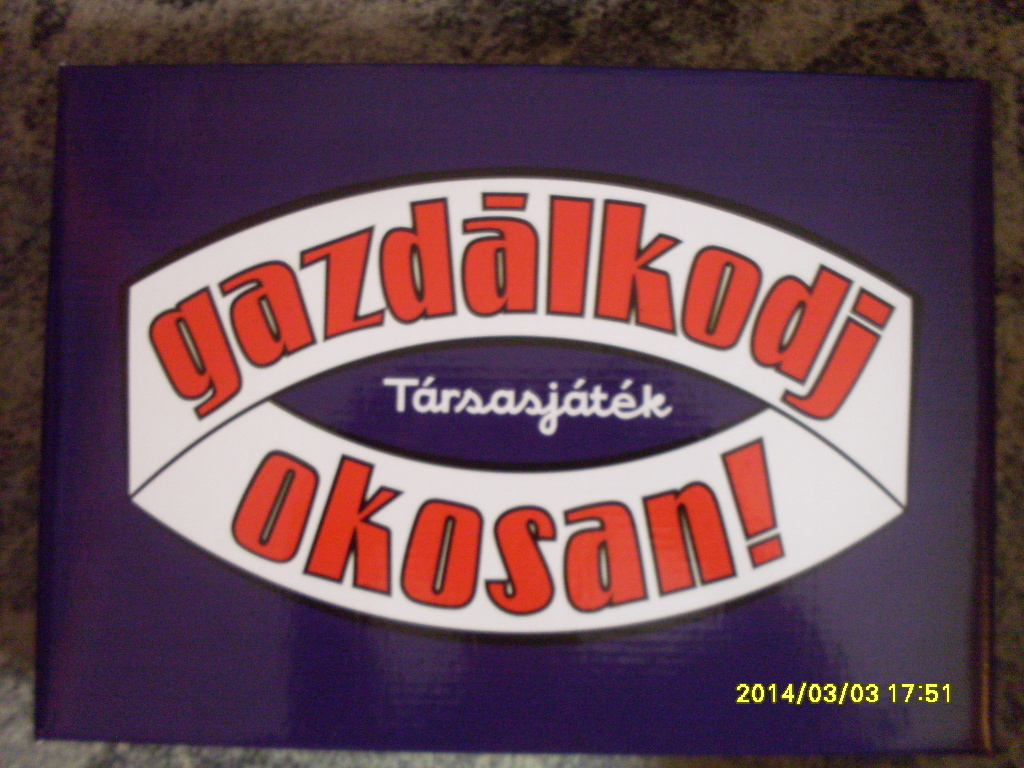 gazdálkodj
Társasjáték
okosan!
2014/03/03 17:51